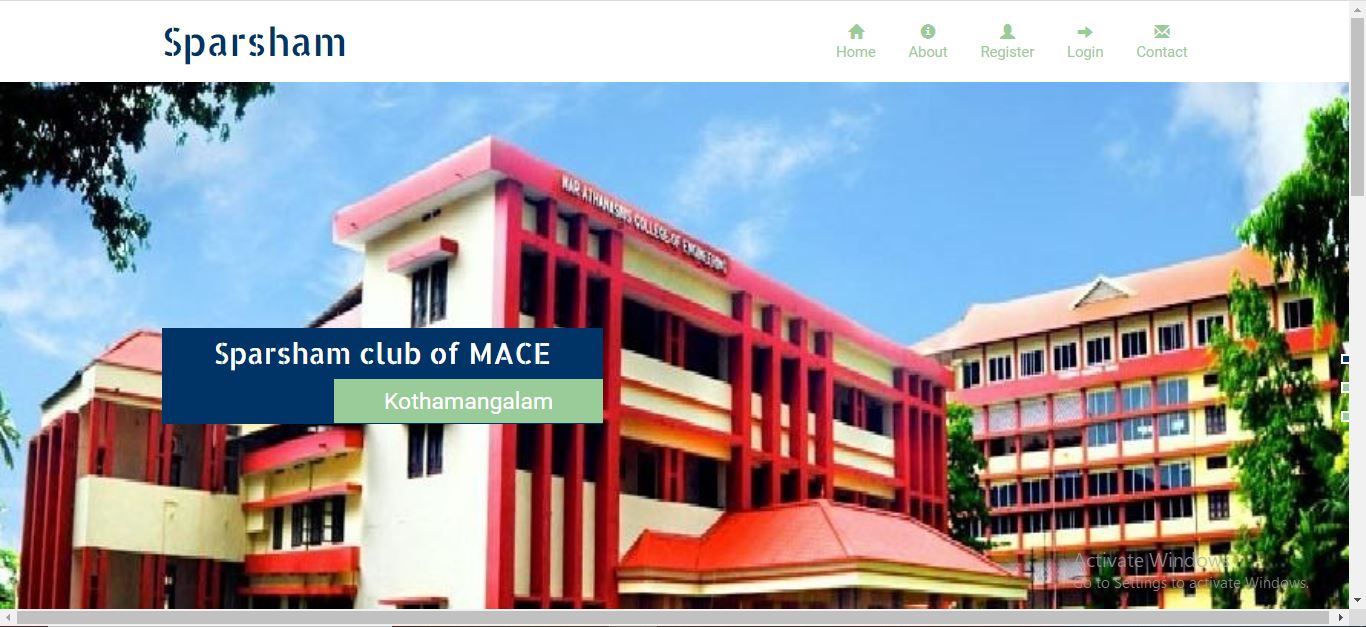 Sparsham
Home
About
Register
Login
Contact
MAR ATHANASIUS COLLEGE OF ENGINEERING
Sparsham club of MACE
Kothamangalam
Activate Windows
Go to Settings to activate Windows.